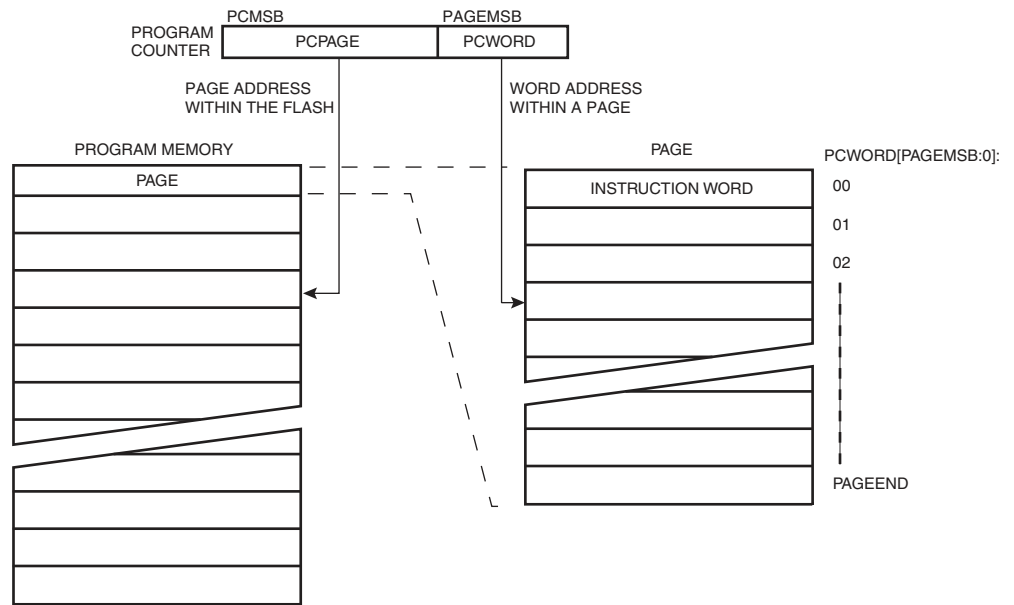 PCMSB
PAGEMSB
PROGRAM
COUNTER
PCPAGE
PCWORD
PAGE ADDRESS
WITHIN THE FLASH
WORD ADDRESS
WITHIN A PAGE
PROGRAM MEMORY
PAGE
PAGE
PCWORD[PAGEMSB:0]:
INSTRUCTION WORD
00
01
02
PAGEEND